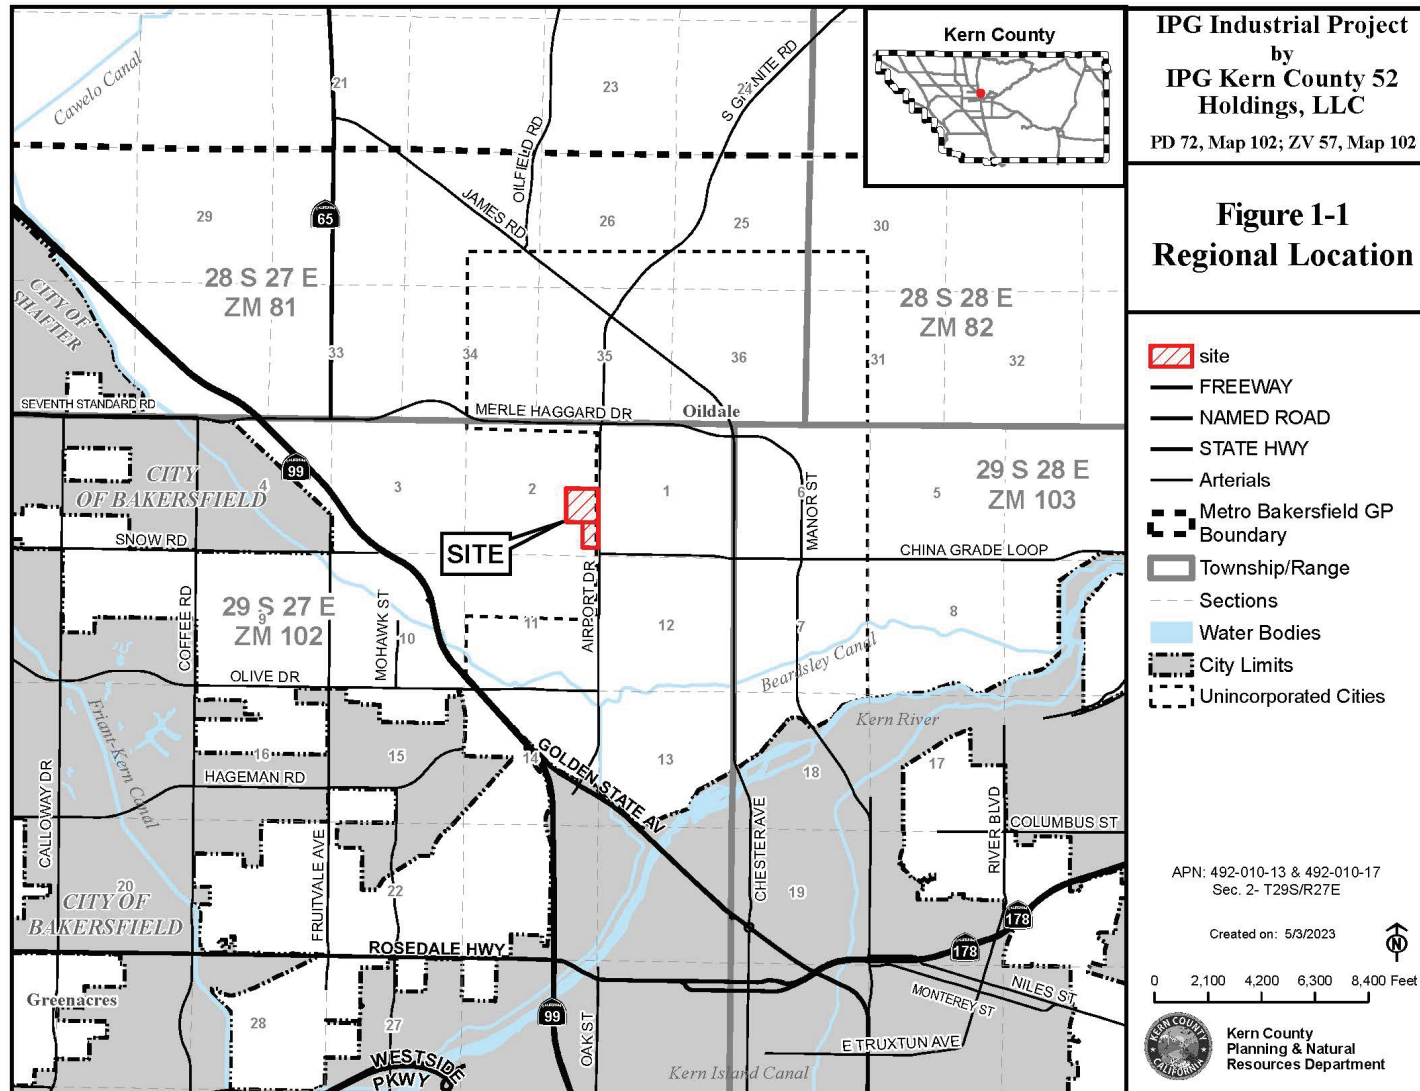 IPG Industrial Project
by
IPG Kern County 52
Holdings, LLC
PD 72, Map 102; ZV 57, Map 102
Figure 1-1
Regional Location
site
FREEWAY
NAMED ROAD
STATE HWY
Arterials
Metro Bakersfield GP
Boundary
Township/Range
Sections
Water Bodies
City Limits
Unincorporated Cities
APN: 492-010-13 & 492-010-17
Sec. 2- T29S/R27E
Created on: 5/3/2023
N
0 2,100 4,200 6,300 8,400 Feet
KERN COUNTY
CALIFORNIA
Kern County
Planning & Natural
Resources Department
Kern County
Cawelo Canal
21
23
24
S GRANITE RD
OILFIELD RD
JAMES RD
65
29
26
25
30
28 S 27 E
ZM 81
28 S 28 E
ZM 82
CITY OF
SHAFTER
33
34
35
36
31
32
SEVENTH STANDARD RD
MERLE HAGGARD DR
Oildale
99
CITY
OF BAKERSFIELD
4
3
2
1
6
5
29 S 28 E
ZM 103
MANOR ST
SNOW RD
SITE
CHINA GRADE LOOP
COFFEE RD
29 S 27 E
ZM 102
9
MOHAWK ST
10
11
AIRPORT DR
12
7
8
Beardsley Canal
OLIVE DR
Friant-Kern Canal
Kern River
16
15
14
13
18
17
GOLDEN STATE AV
HAGEMAN RD
CALLOWAY DR
FRUITVALE AVE
CHESTER AVE
RIVER BLVD
COLUMBUS ST
20
CITY OF
BAKERSFIELD
22
19
178
178
ROSEDALE HWY
Greenacres
28
27
99
OAK ST
NILES ST
MONTEREY ST
E TRUXTUN AVE
WESTSIDE
PKWY
Kern Island Canal